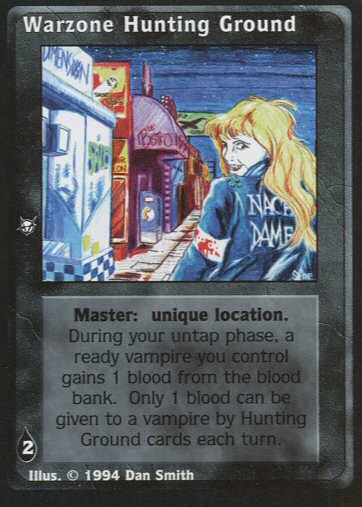 Warzone Hunting Ground
DIMENSION
NACH
DAME
Master: unique location.
During your untap phase, a
ready vampire you control
gains 1 blood from the blood
bank. Only 1 blood can be
given to a vampire by Hunting
Ground cards each turn.
2
Illus. © 1994 Dan Smith